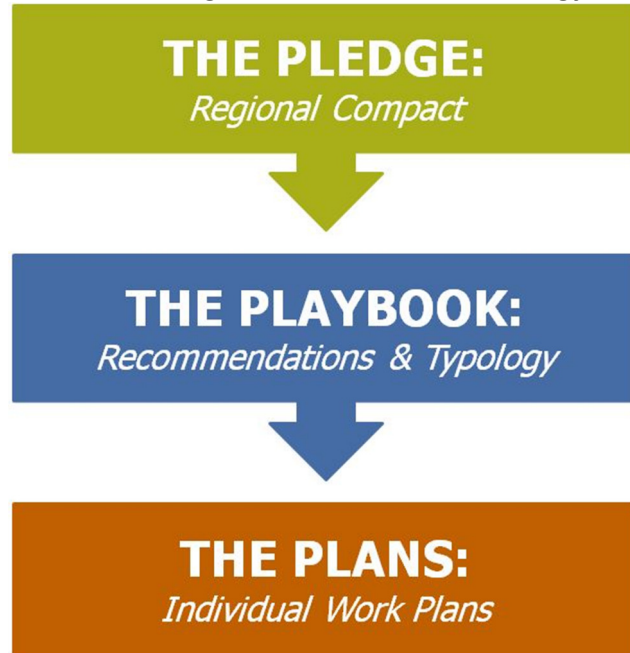 THE PLEDGE:
Regional Compact
THE PLAYBOOK:
Recommendations & Typology
THE PLANS:
Individual Work Plans